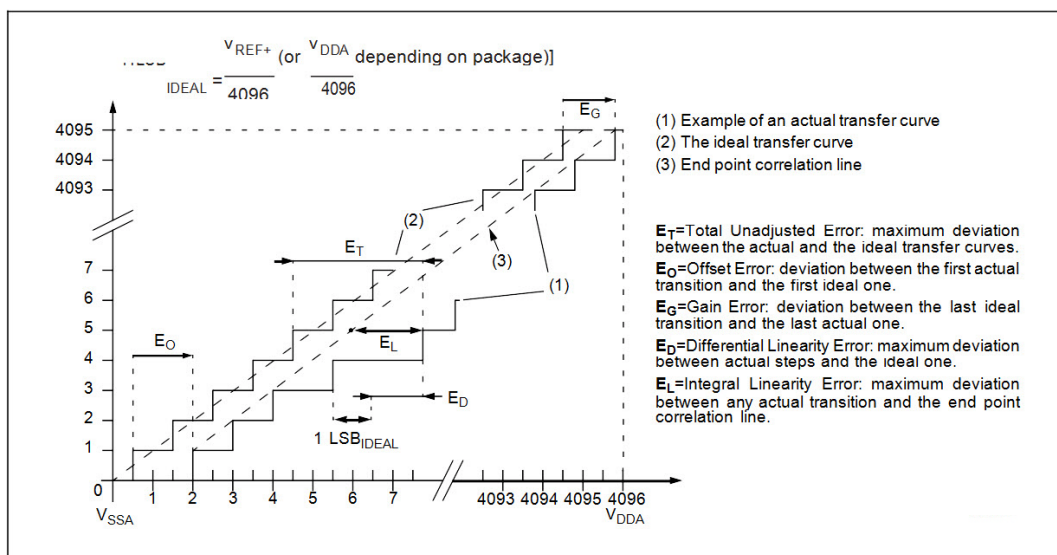 V_REF+ (or V_DDA depending on package)]
IDEAL = 4096 4096
E_G
4095
4094
4093
7
6
5
4
3
2
1
0
(2)
E_T
(3)
(1)
E_O
E_L
E_D
1 LSB_IDEAL
1 2 3 4 5 6 7 4093 4094 4095 4096
V_SSA V_DDA
(1) Example of an actual transfer curve
(2) The ideal transfer curve
(3) End point correlation line
E_T=Total Unadjusted Error: maximum deviation
between the actual and the ideal transfer curves.
E_O=Offset Error: deviation between the first actual
transition and the first ideal one.
E_G=Gain Error: deviation between the last ideal
transition and the last actual one.
E_D=Differential Linearity Error: maximum deviation
between actual steps and the ideal one.
E_L=Integral Linearity Error: maximum deviation
between any actual transition and the end point
correlation line.